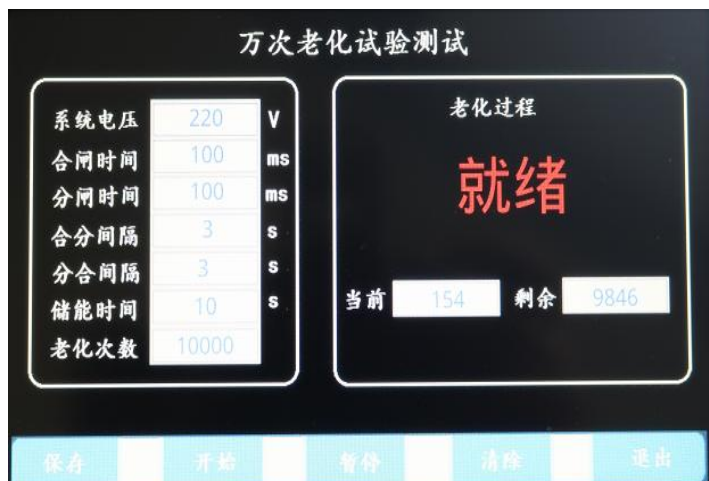 万次老化试验测试
系统电压 220 V
合闸时间 100 ms
分闸时间 100 ms
合分间隔 3 s
分合间隔 3 s
储能时间 10 s
老化次数 10000
老化过程
就绪
当前 154 剩余 9846
保存 开始 暂停 清除 退出